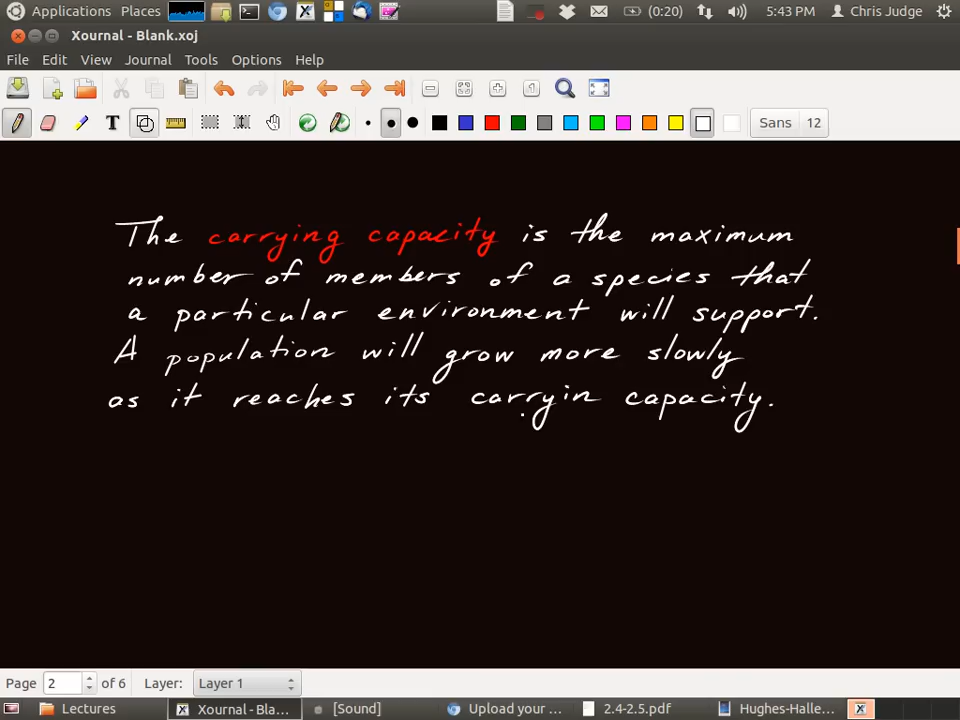 Applications Places (0:20) 5:43 PM Chris Judge
Xournal - Blank.xoj
File Edit View Journal Tools Options Help
T Sans 12
The carrying capacity is the maximum
number of members of a species that
a particular environment will support.
A population will grow more slowly
as it reaches its carryin capacity.
Page 2 of 6 Layer: Layer 1
Lectures Xournal - Bla... [Sound] Upload your ... 2.4-2.5.pdf Hughes-Halle...